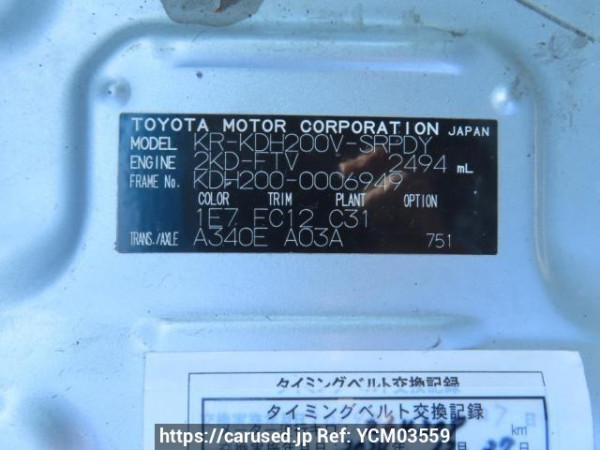 TOYOTA MOTOR CORPORATION JAPAN
MODEL KR-KDH200V-SRPDY
ENGINE 2KD-FTV 2494 mL
FRAME No. KDH200-0006949
COLOR TRIM PLANT OPTION
1E7 FC12 C31
TRANS./AXLE A340E A03A 751
タイミングベルト交換記録
タイミングベルト交換記録
km
https://carused.jp Ref: YCM03559